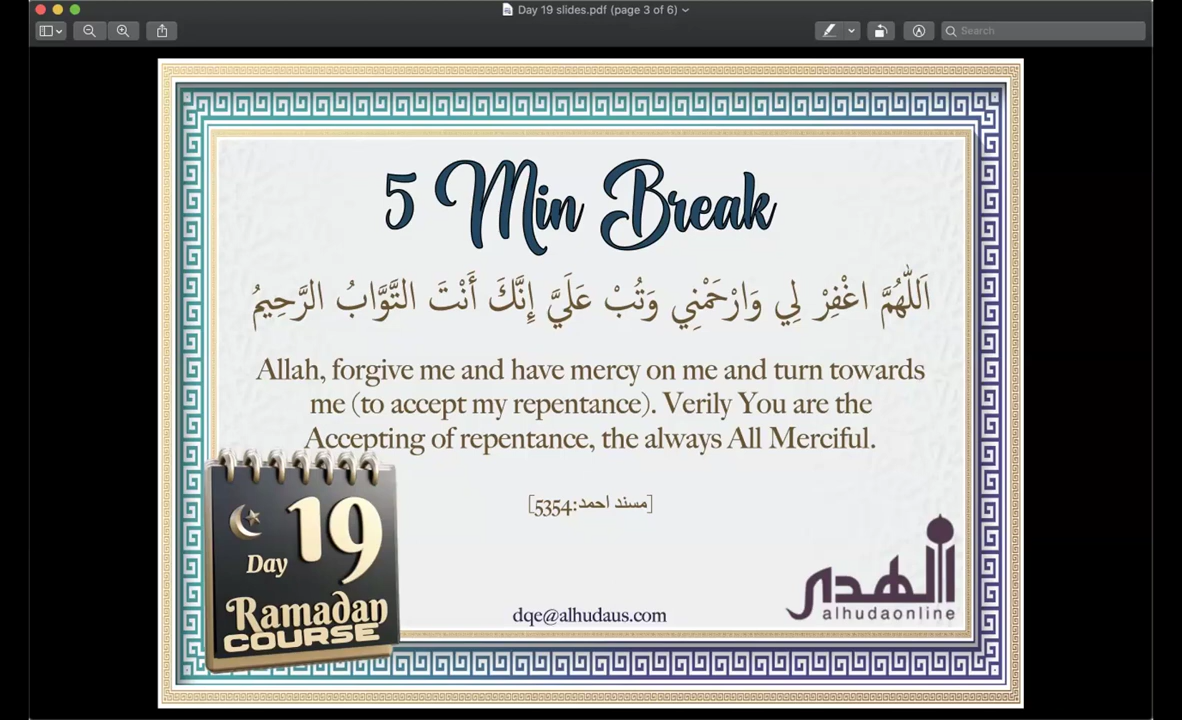 Day 19 slides.pdf (page 3 of 6)
Search
5 Min Break
اَللّٰهُمَّ اغْفِرْ لِي وَارْحَمْنِي وَتُبْ عَلَيَّ إِنَّكَ أَنْتَ التَّوَّابُ الرَّحِيمُ
Allah, forgive me and have mercy on me and turn towards
me (to accept my repentance). Verily You are the
Accepting of repentance, the always All Merciful.
[مسند احمد:5354]
Day 19
Ramadan
COURSE
dqe@alhudaus.com
الهدى
alhudaonline